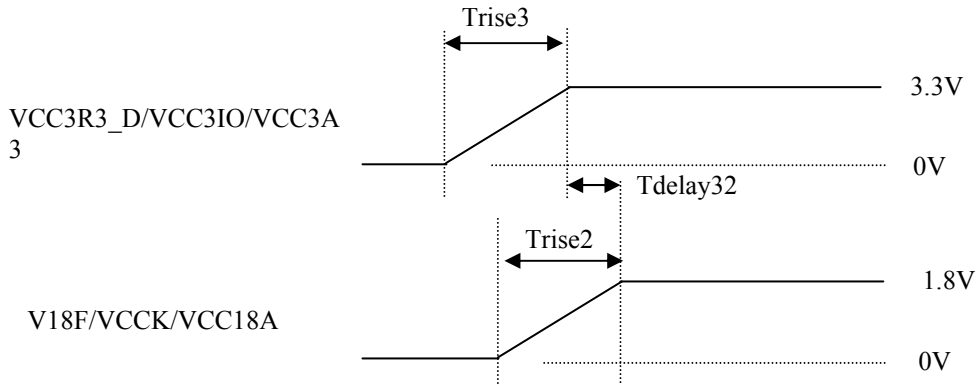 Trise3
3.3V
VCC3R3_D/VCC3IO/VCC3A
3
0V
Tdelay32
Trise2
1.8V
V18F/VCCK/VCC18A
0V